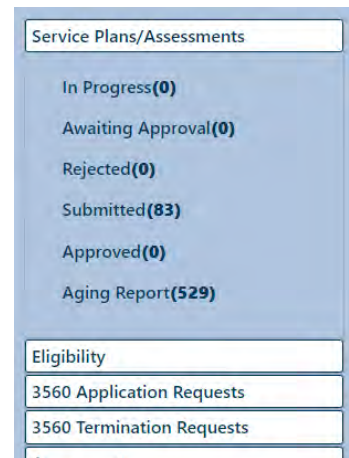 Service Plans/Assessments
In Progress(0)
Awaiting Approval(0)
Rejected(0)
Submitted(83)
Approved(0)
Aging Report(529)
Eligibility
3560 Application Requests
3560 Termination Requests